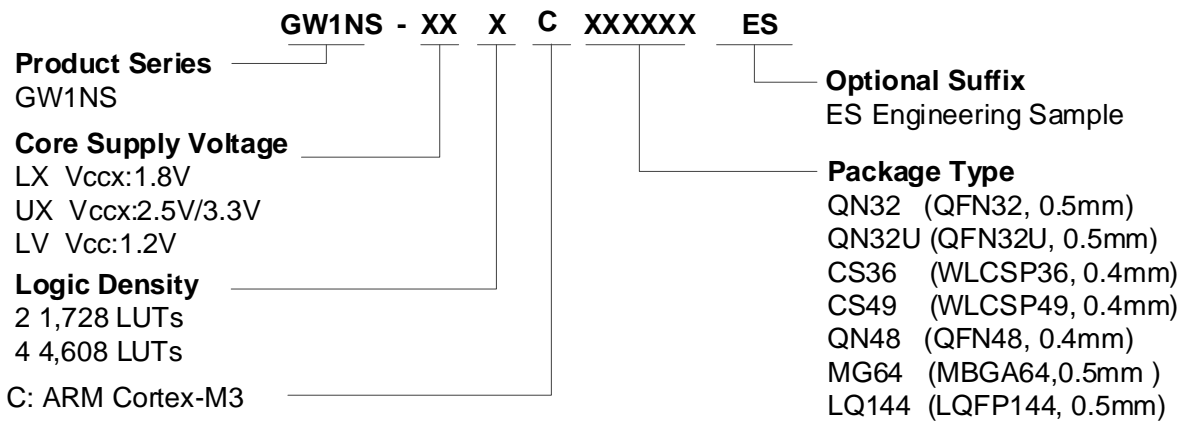 GW1NS - XX X C XXXXXX ES
Product Series
GW1NS
Core Supply Voltage
LX Vccx:1.8V
UX Vccx:2.5V/3.3V
LV Vcc:1.2V
Logic Density
2 1,728 LUTs
4 4,608 LUTs
C: ARM Cortex-M3
Optional Suffix
ES Engineering Sample
Package Type
QN32 (QFN32, 0.5mm)
QN32U (QFN32U, 0.5mm)
CS36 (WLCSP36, 0.4mm)
CS49 (WLCSP49, 0.4mm)
QN48 (QFN48, 0.4mm)
MG64 (MBGA64,0.5mm )
LQ144 (LQFP144, 0.5mm)